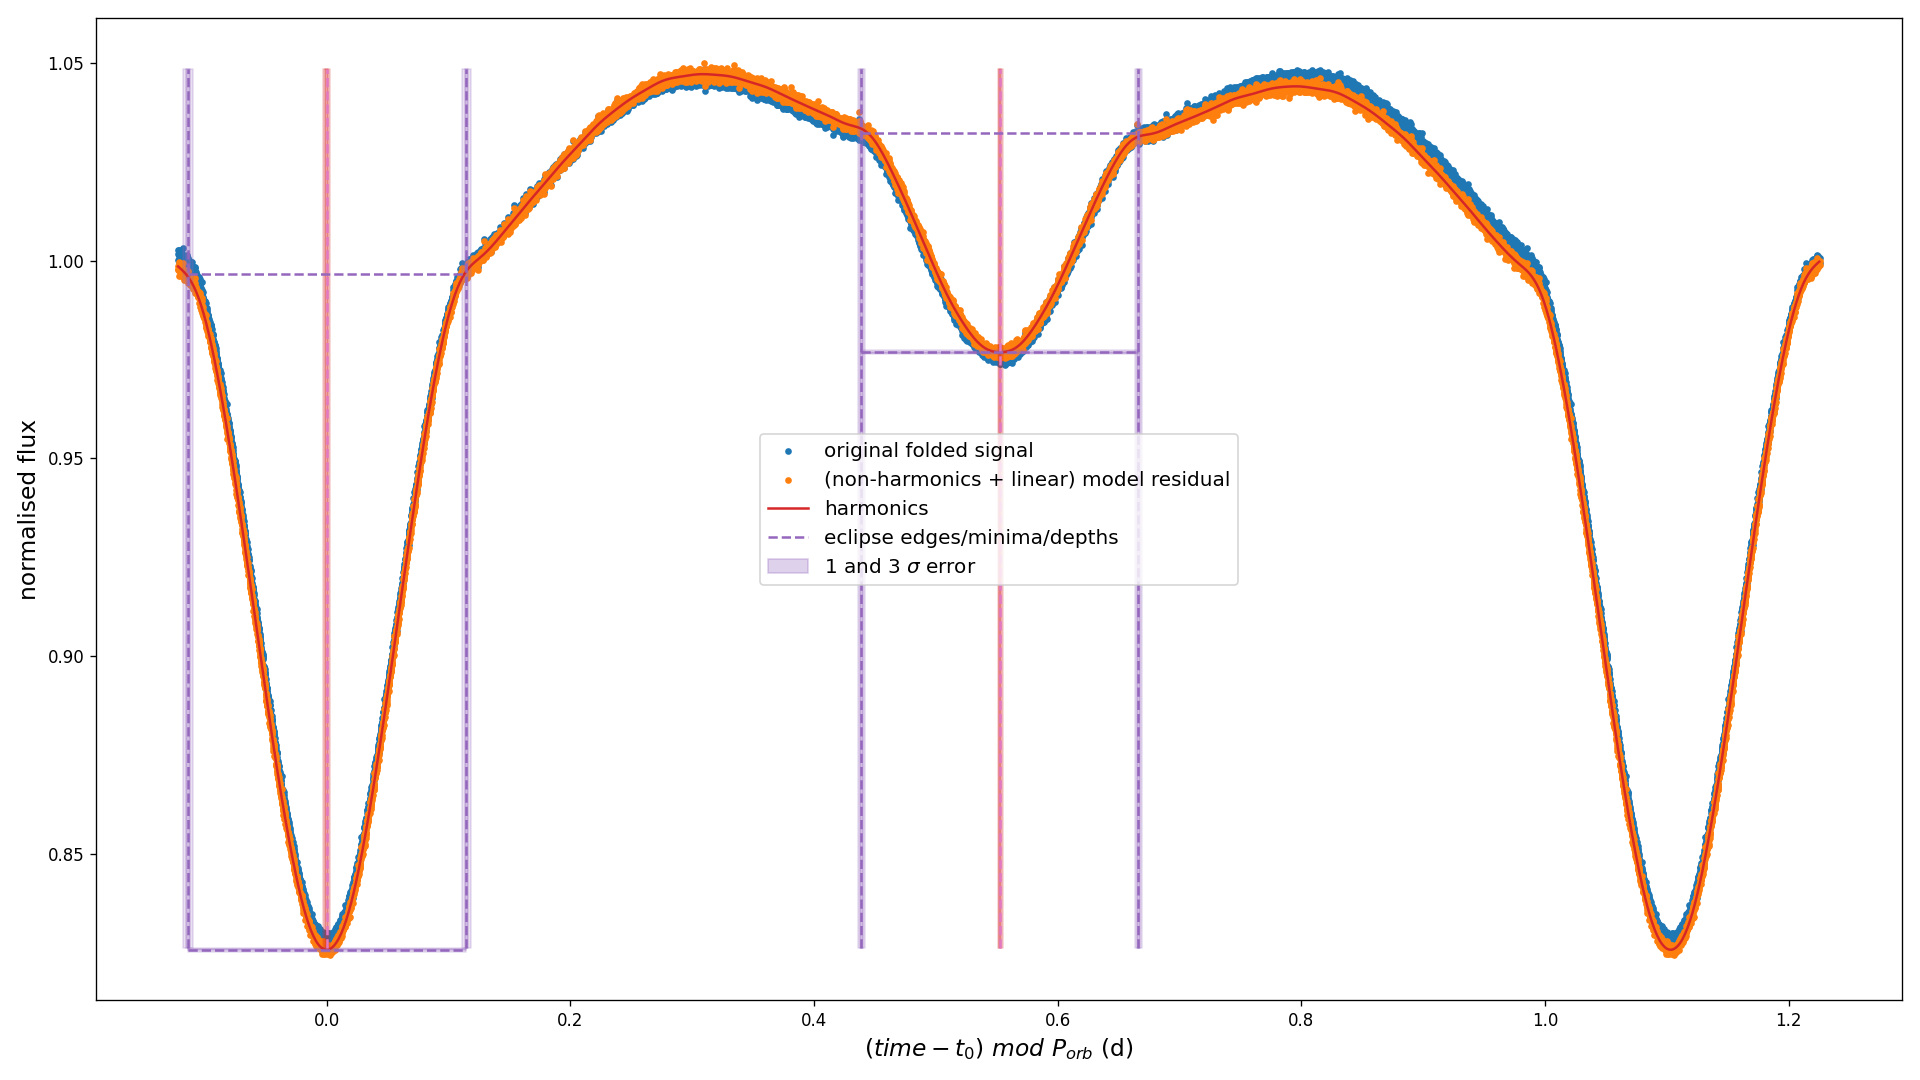 normalised flux
1.05
1.00
0.95
0.90
0.85
original folded signal
(non-harmonics + linear) model residual
harmonics
eclipse edges/minima/depths
1 and 3 σ error
0.0 0.2 0.4 0.6 0.8 1.0 1.2
(time − t₀) mod Pₒᵣb (d)